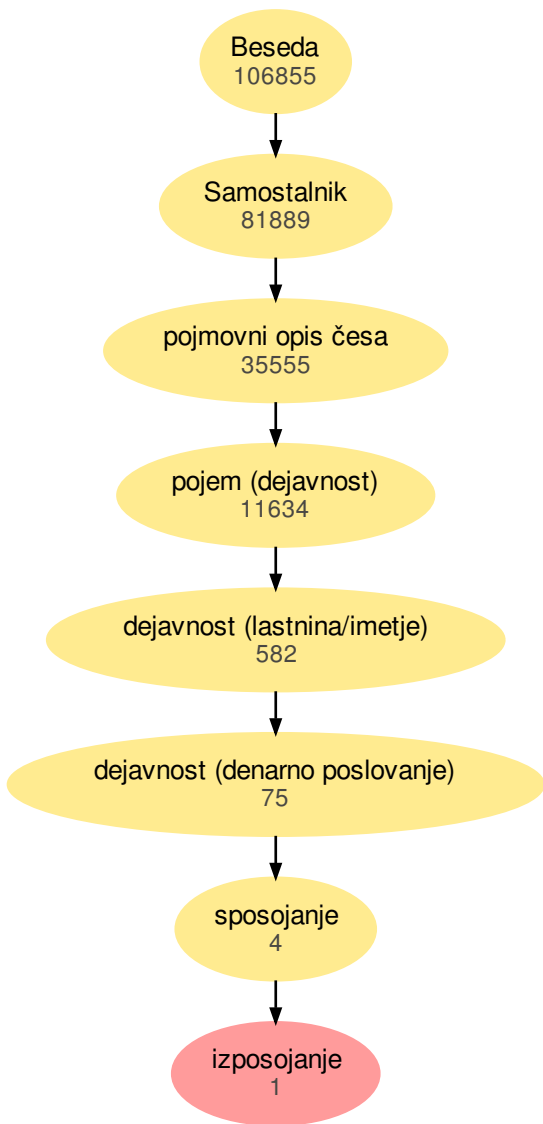 Beseda
106855
Samostalnik
81889
pojmovni opis česa
35555
pojem (dejavnost)
11634
dejavnost (lastnina/imetje)
582
dejavnost (denarno poslovanje)
75
sposojanje
4
izposojanje
1